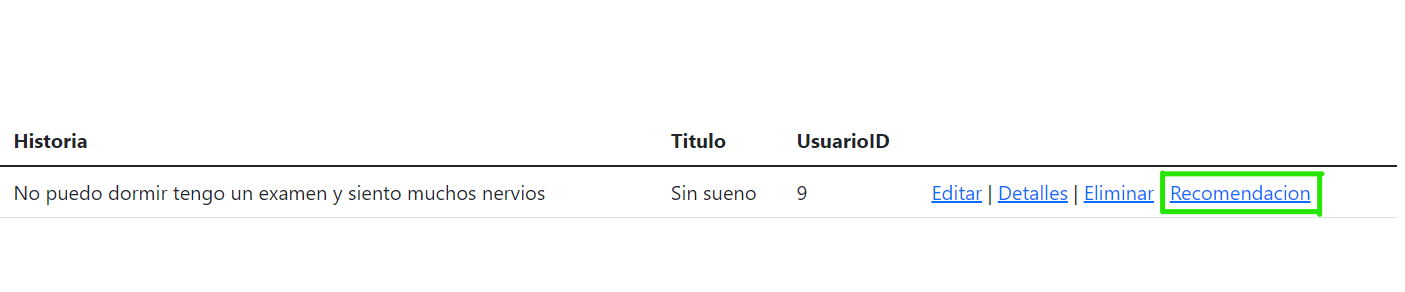 Historia Titulo UsuarioID
No puedo dormir tengo un examen y siento muchos nervios Sin sueno 9 Editar | Detalles | Eliminar Recomendacion